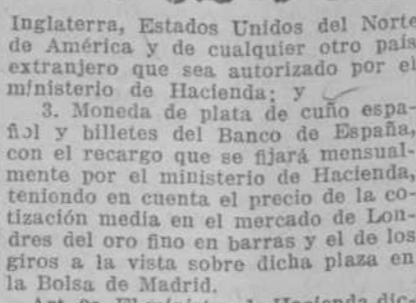 Inglaterra, Estados Unidos del Norte
de América y de cualquier otro país
extranjero que sea autorizado por el
ministerio de Hacienda; y
3. Moneda de plata de cuño espa-
ñol y billetes del Banco de España,
con el recargo que se fijará mensual-
mente por el ministerio de Hacienda,
teniendo en cuenta el precio de la co-
tización media en el mercado de Lon-
dres del oro fino en barras y el de los
giros a la vista sobre dicha plaza en
la Bolsa de Madrid.